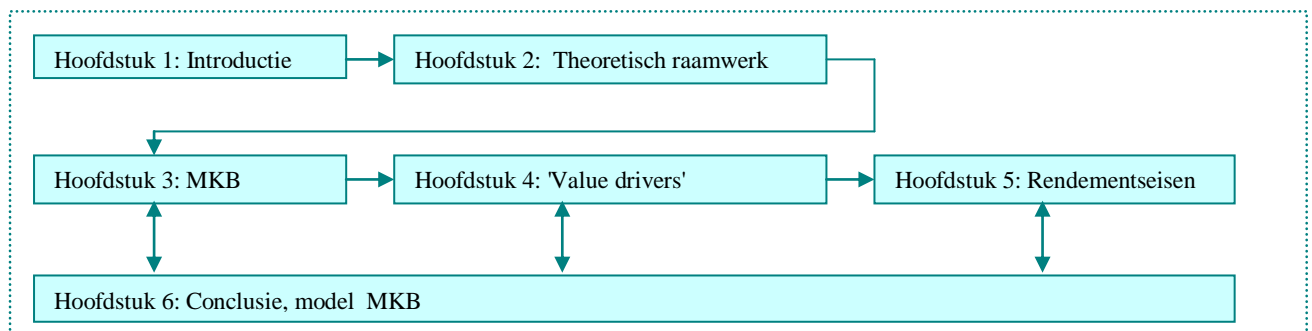 Hoofdstuk 1: Introductie
Hoofdstuk 2: Theoretisch raamwerk
Hoofdstuk 3: MKB
Hoofdstuk 4: 'Value drivers'
Hoofdstuk 5: Rendementseisen
Hoofdstuk 6: Conclusie, model MKB